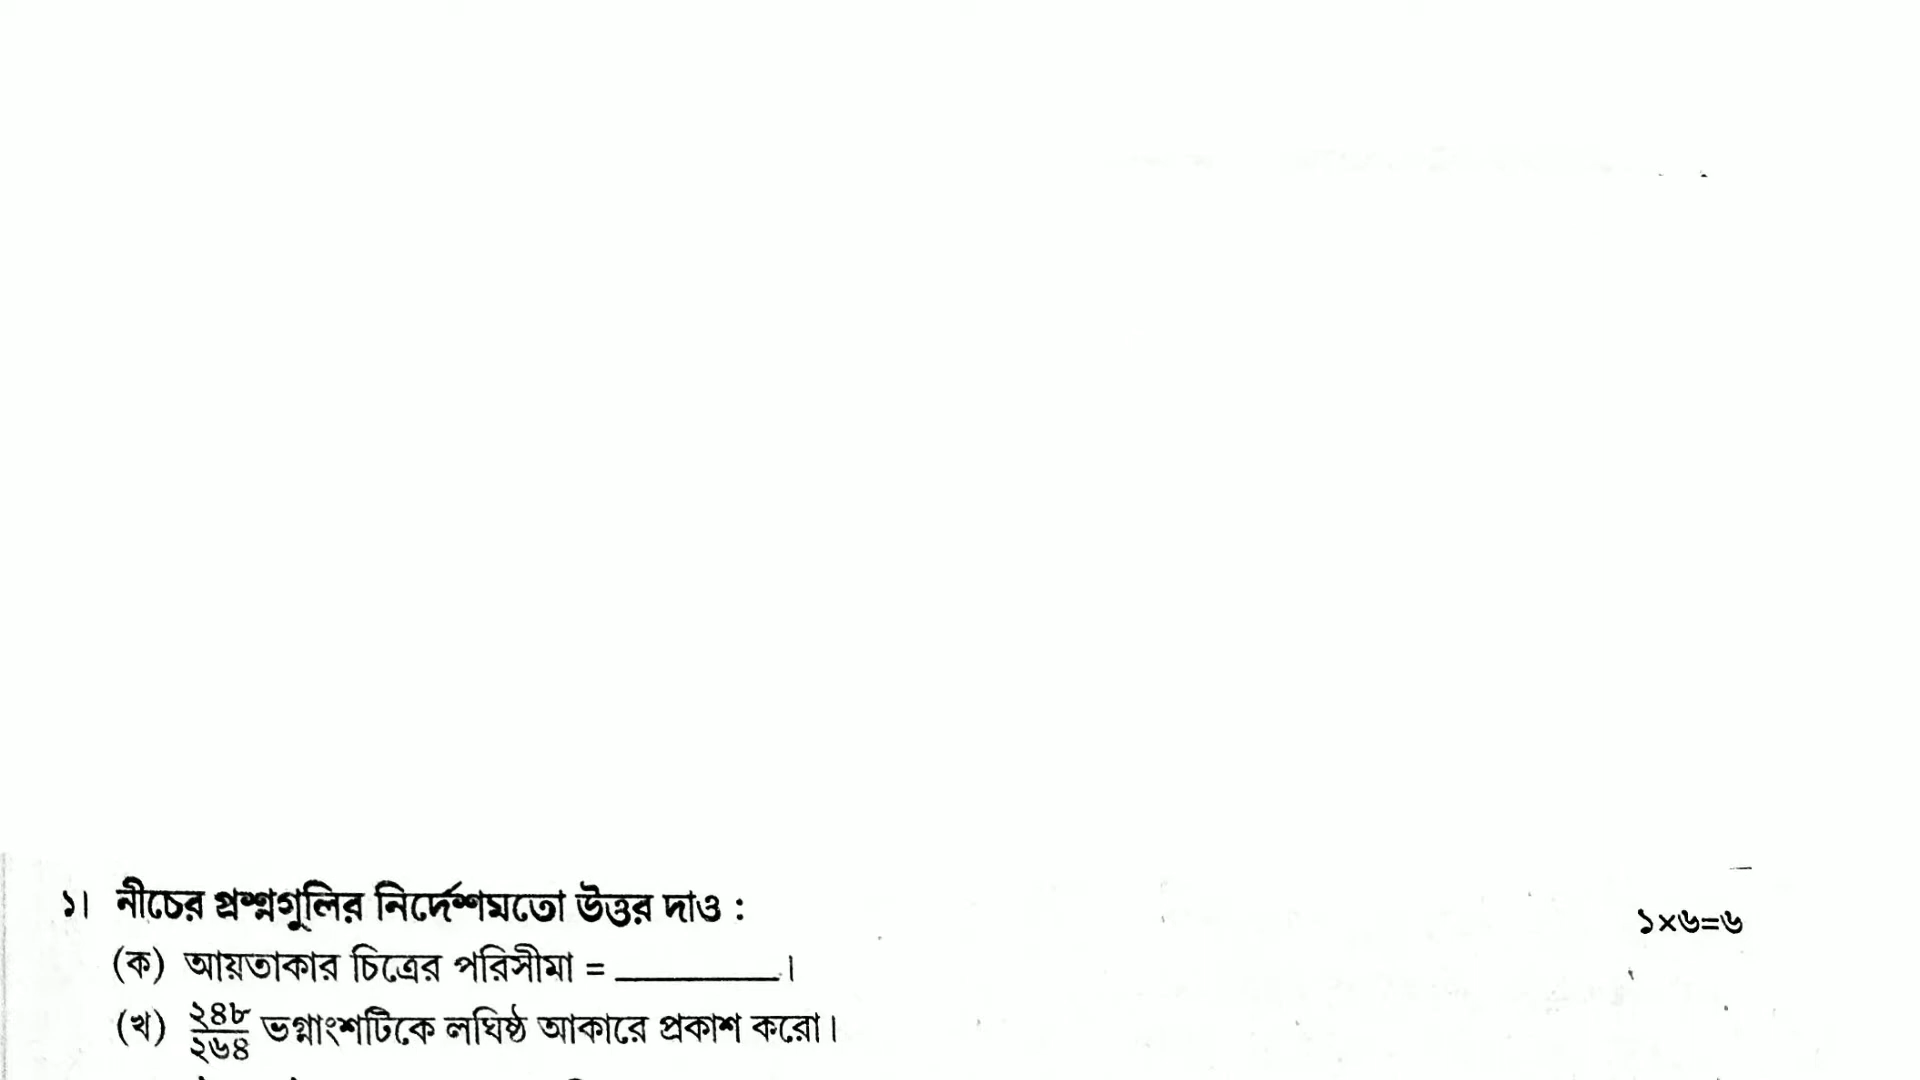 ১। নীচের প্রশ্নগুলির নির্দেশমতো উত্তর দাও : ১×৬=৬
(ক) আয়তাকার চিত্রের পরিসীমা = ________।
(খ) ২৪৮/২৬৪ ভগ্নাংশটিকে লঘিষ্ঠ আকারে প্রকাশ করো।